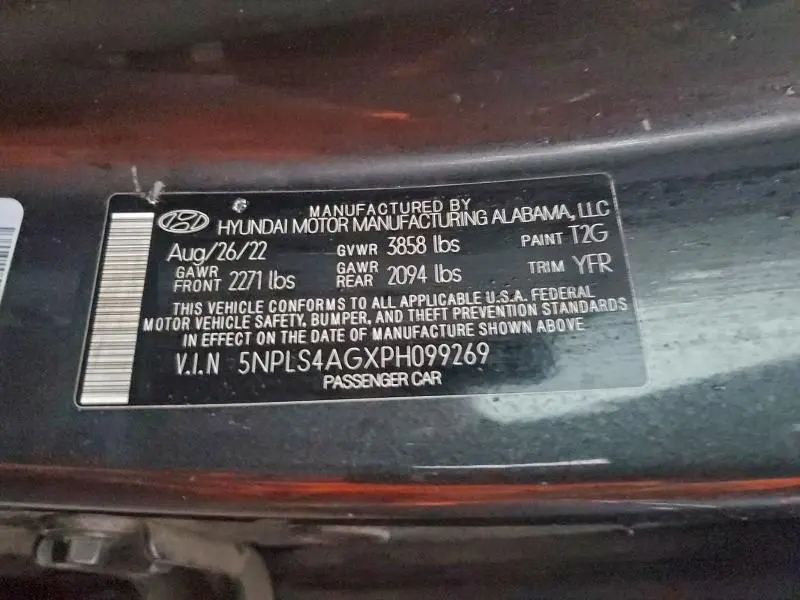 MANUFACTURED BY
HYUNDAI MOTOR MANUFACTURING ALABAMA, LLC
Aug/26/22 GVWR 3858 lbs PAINT T2G
GAWR FRONT 2271 lbs GAWR REAR 2094 lbs TRIM YFR
THIS VEHICLE CONFORMS TO ALL APPLICABLE U.S.A. FEDERAL
MOTOR VEHICLE SAFETY, BUMPER, AND THEFT PREVENTION STANDARDS
IN EFFECT ON THE DATE OF MANUFACTURE SHOWN ABOVE
V.I.N 5NPLS4AGXPH099269
PASSENGER CAR